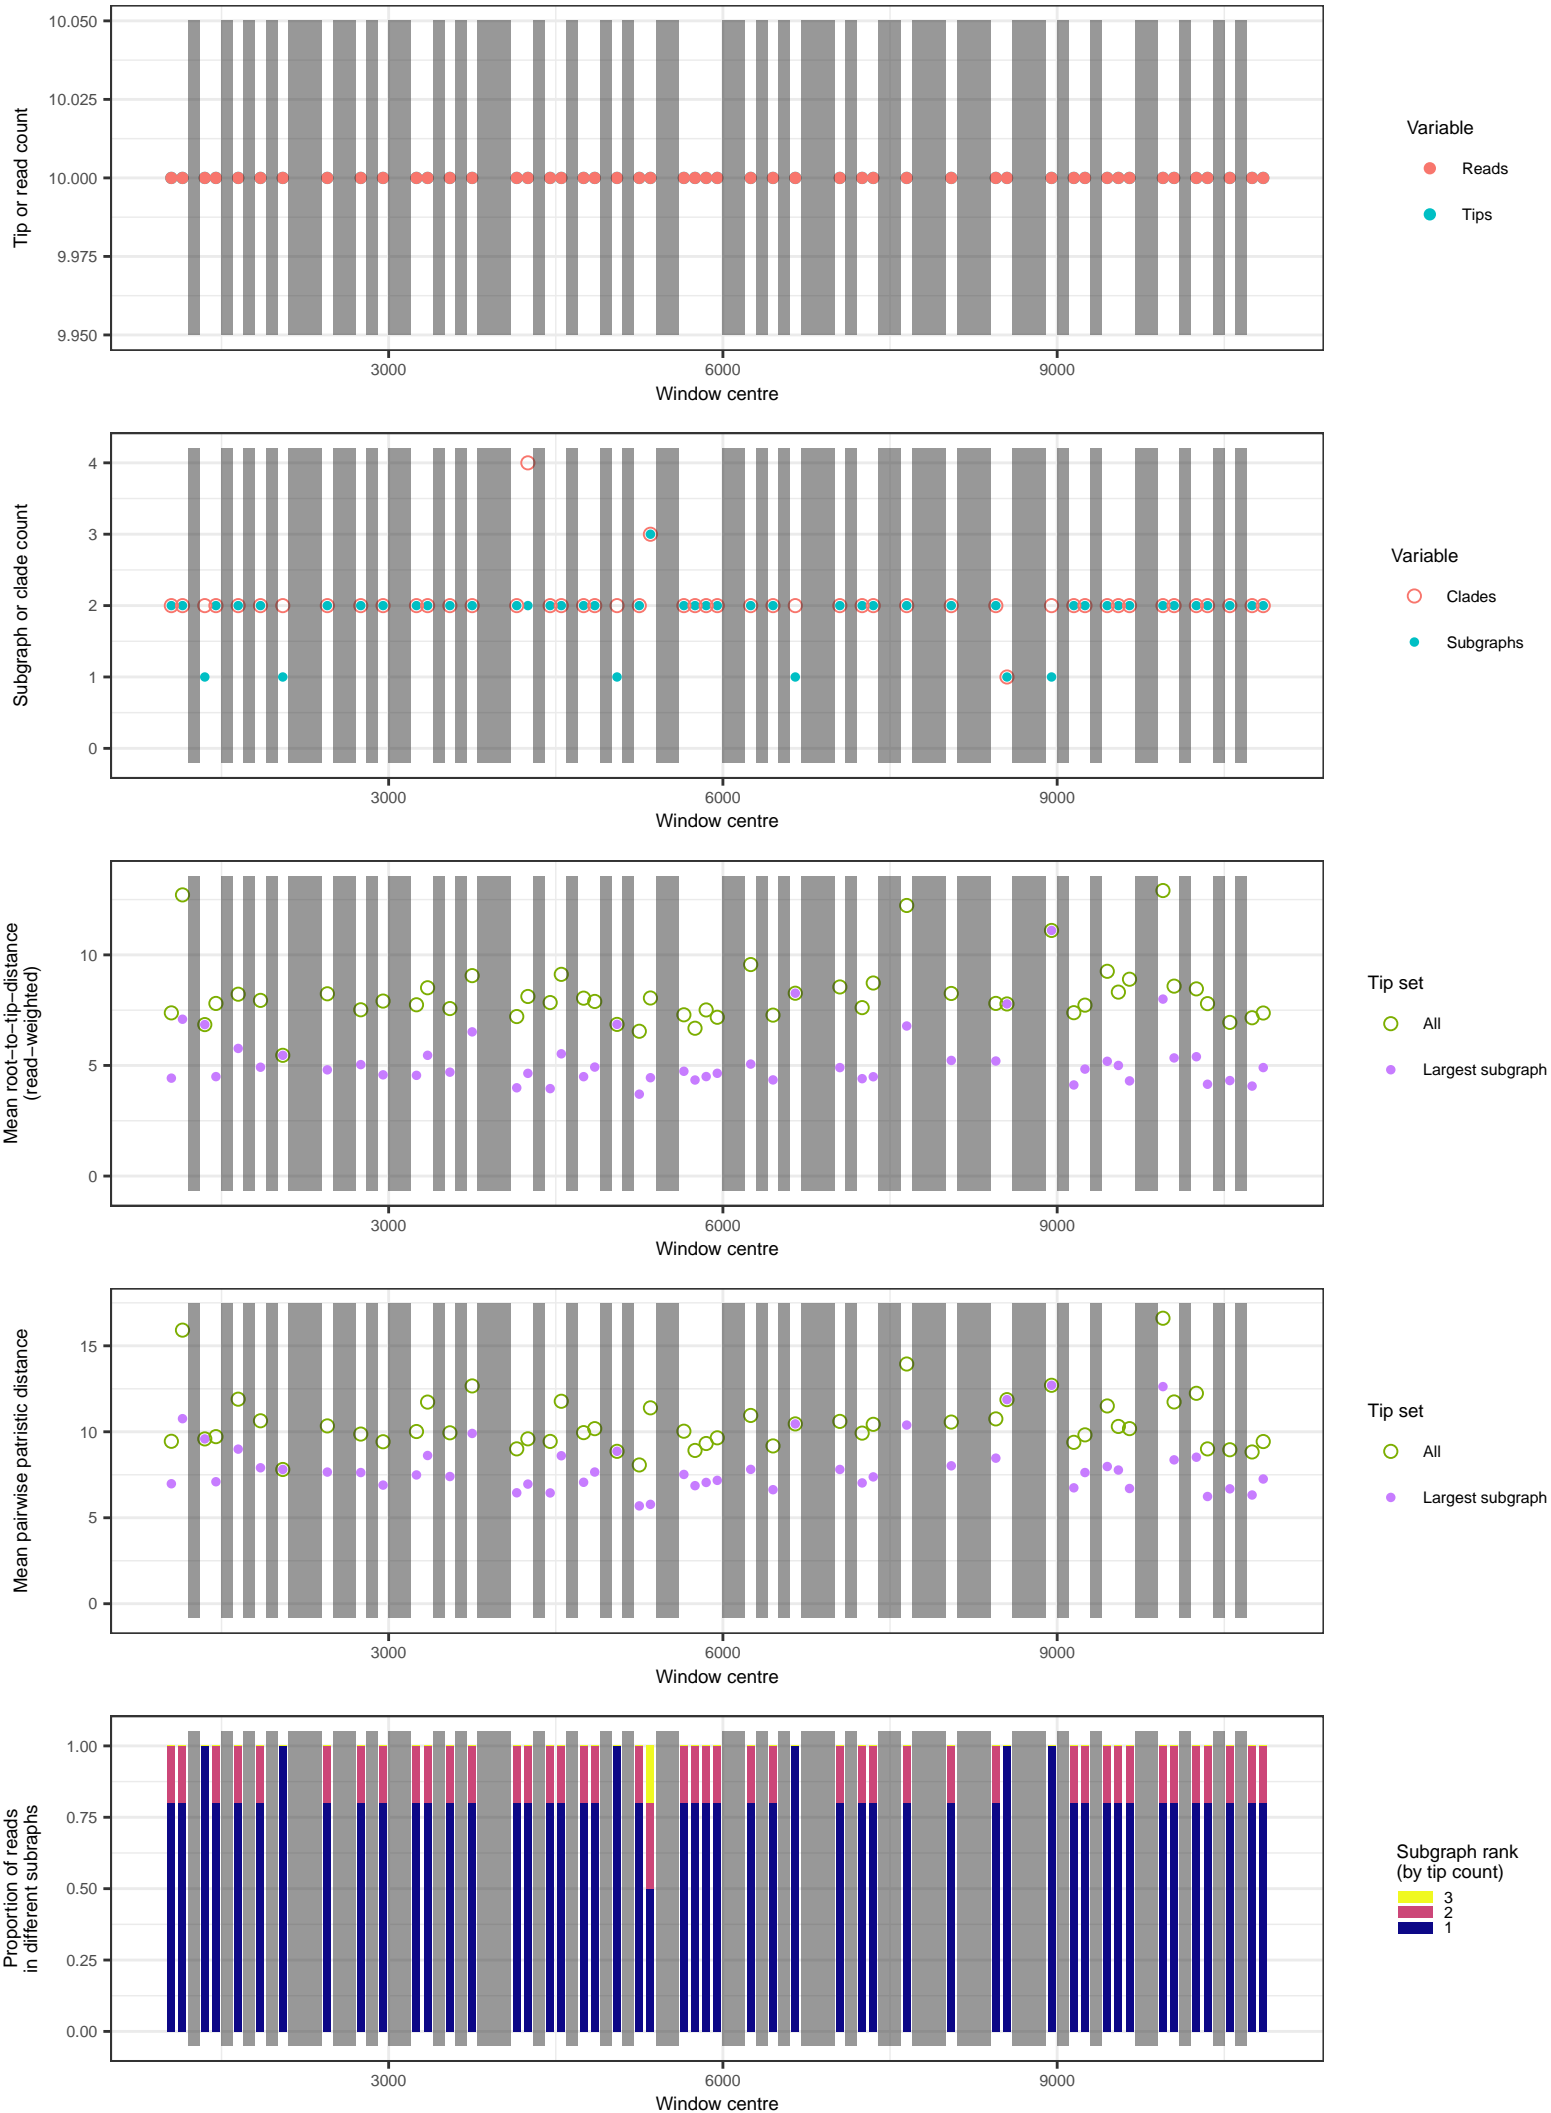 10.050
10.025
10.000
9.975
9.950
Tip or read count
3000
6000
9000
Window centre
Variable
Reads
Tips
4
3
2
1
0
Subgraph or clade count
3000
6000
9000
Window centre
Variable
Clades
Subgraphs
10
5
0
Mean root−to−tip−distance
(read−weighted)
3000
6000
9000
Window centre
Tip set
All
Largest subgraph
15
10
5
0
Mean pairwise patristic distance
3000
6000
9000
Window centre
Tip set
All
Largest subgraph
1.00
0.75
0.50
0.25
0.00
Proportion of reads
in different subraphs
3000
6000
9000
Window centre
Subgraph rank
(by tip count)
3
2
1